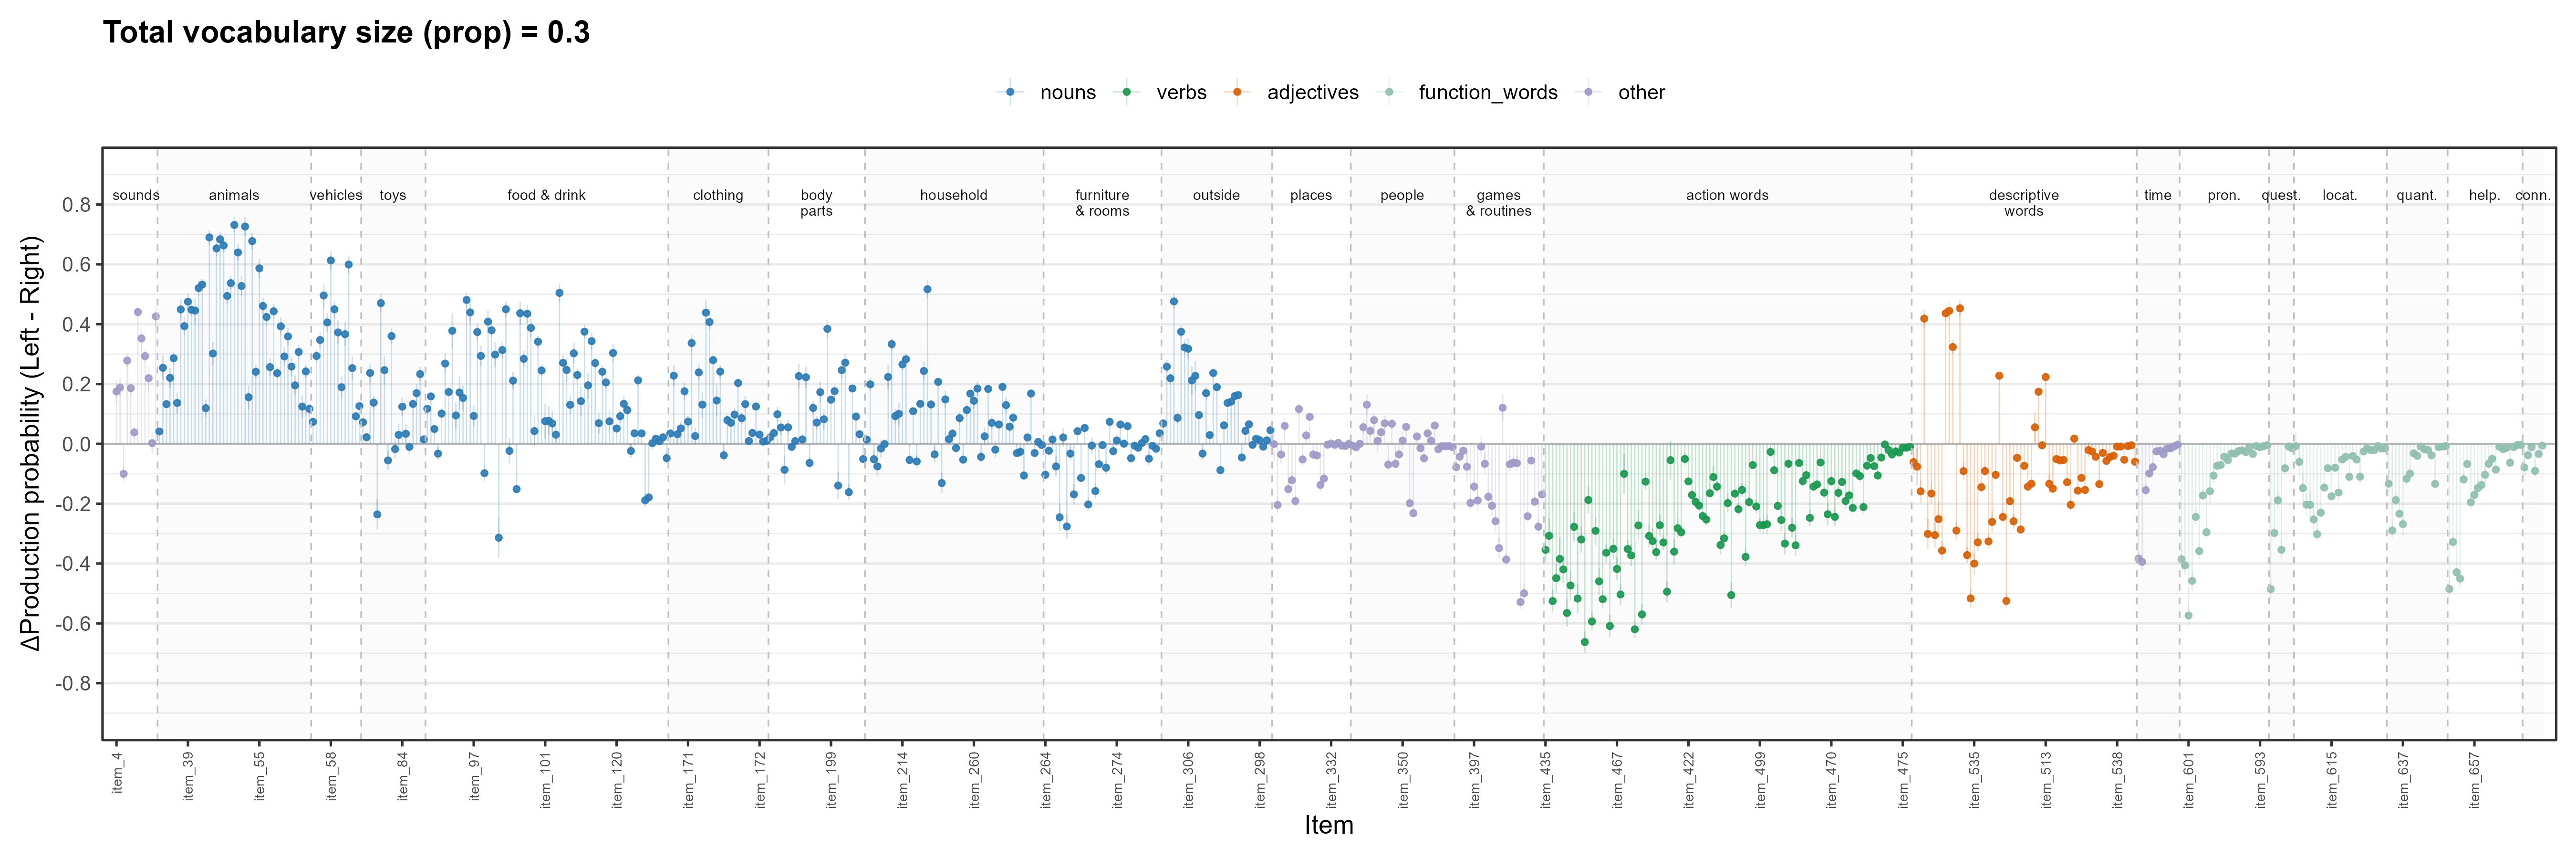 Total vocabulary size (prop) = 0.3
nouns verbs adjectives function_words other
ΔProduction probability (Left - Right)
0.8
0.6
0.4
0.2
0.0
-0.2
-0.4
-0.6
-0.8
sounds animals vehicles toys food & drink clothing body parts household furniture & rooms outside places people games & routines action words descriptive words time pron. quest. locat. quant. help. conn.
item_4 item_39 item_55 item_58 item_84 item_97 item_101 item_120 item_171 item_172 item_199 item_214 item_260 item_264 item_274 item_306 item_298 item_332 item_350 item_397 item_435 item_467 item_422 item_499 item_470 item_475 item_535 item_513 item_538 item_601 item_593 item_615 item_637 item_657
Item